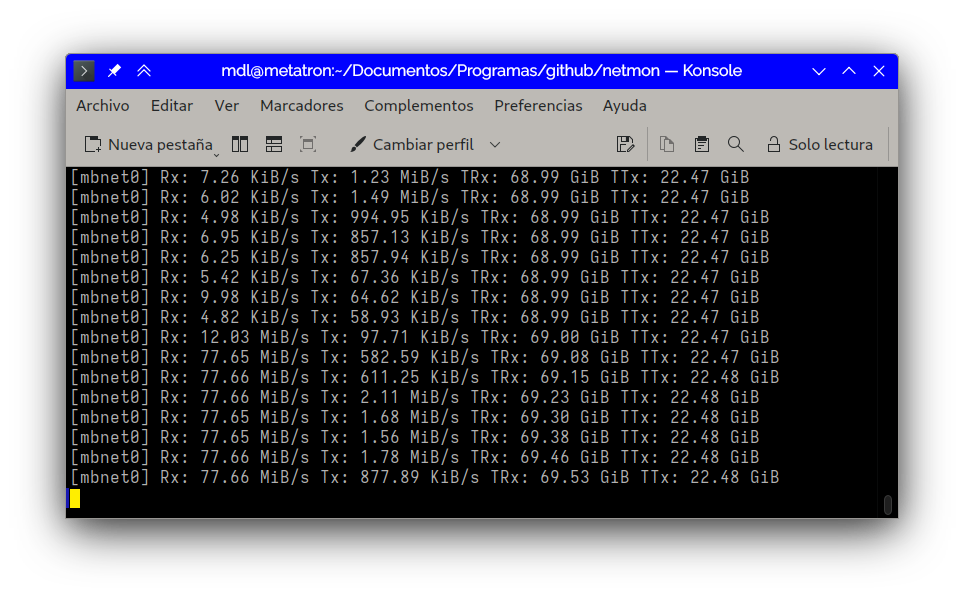 mdl@metatron:~/Documentos/Programas/github/netmon — Konsole
Archivo Editar Ver Marcadores Complementos Preferencias Ayuda
Nueva pestaña Cambiar perfil Solo lectura
[mbnet0] Rx: 7.26 KiB/s Tx: 1.23 MiB/s TRx: 68.99 GiB TTx: 22.47 GiB
[mbnet0] Rx: 6.02 KiB/s Tx: 1.49 MiB/s TRx: 68.99 GiB TTx: 22.47 GiB
[mbnet0] Rx: 4.98 KiB/s Tx: 994.95 KiB/s TRx: 68.99 GiB TTx: 22.47 GiB
[mbnet0] Rx: 6.95 KiB/s Tx: 857.13 KiB/s TRx: 68.99 GiB TTx: 22.47 GiB
[mbnet0] Rx: 6.25 KiB/s Tx: 857.94 KiB/s TRx: 68.99 GiB TTx: 22.47 GiB
[mbnet0] Rx: 5.42 KiB/s Tx: 67.36 KiB/s TRx: 68.99 GiB TTx: 22.47 GiB
[mbnet0] Rx: 9.98 KiB/s Tx: 64.62 KiB/s TRx: 68.99 GiB TTx: 22.47 GiB
[mbnet0] Rx: 4.82 KiB/s Tx: 58.93 KiB/s TRx: 68.99 GiB TTx: 22.47 GiB
[mbnet0] Rx: 12.03 MiB/s Tx: 97.71 KiB/s TRx: 69.00 GiB TTx: 22.47 GiB
[mbnet0] Rx: 77.65 MiB/s Tx: 582.59 KiB/s TRx: 69.08 GiB TTx: 22.47 GiB
[mbnet0] Rx: 77.66 MiB/s Tx: 611.25 KiB/s TRx: 69.15 GiB TTx: 22.48 GiB
[mbnet0] Rx: 77.66 MiB/s Tx: 2.11 MiB/s TRx: 69.23 GiB TTx: 22.48 GiB
[mbnet0] Rx: 77.65 MiB/s Tx: 1.68 MiB/s TRx: 69.30 GiB TTx: 22.48 GiB
[mbnet0] Rx: 77.65 MiB/s Tx: 1.56 MiB/s TRx: 69.38 GiB TTx: 22.48 GiB
[mbnet0] Rx: 77.66 MiB/s Tx: 1.78 MiB/s TRx: 69.46 GiB TTx: 22.48 GiB
[mbnet0] Rx: 77.66 MiB/s Tx: 877.89 KiB/s TRx: 69.53 GiB TTx: 22.48 GiB